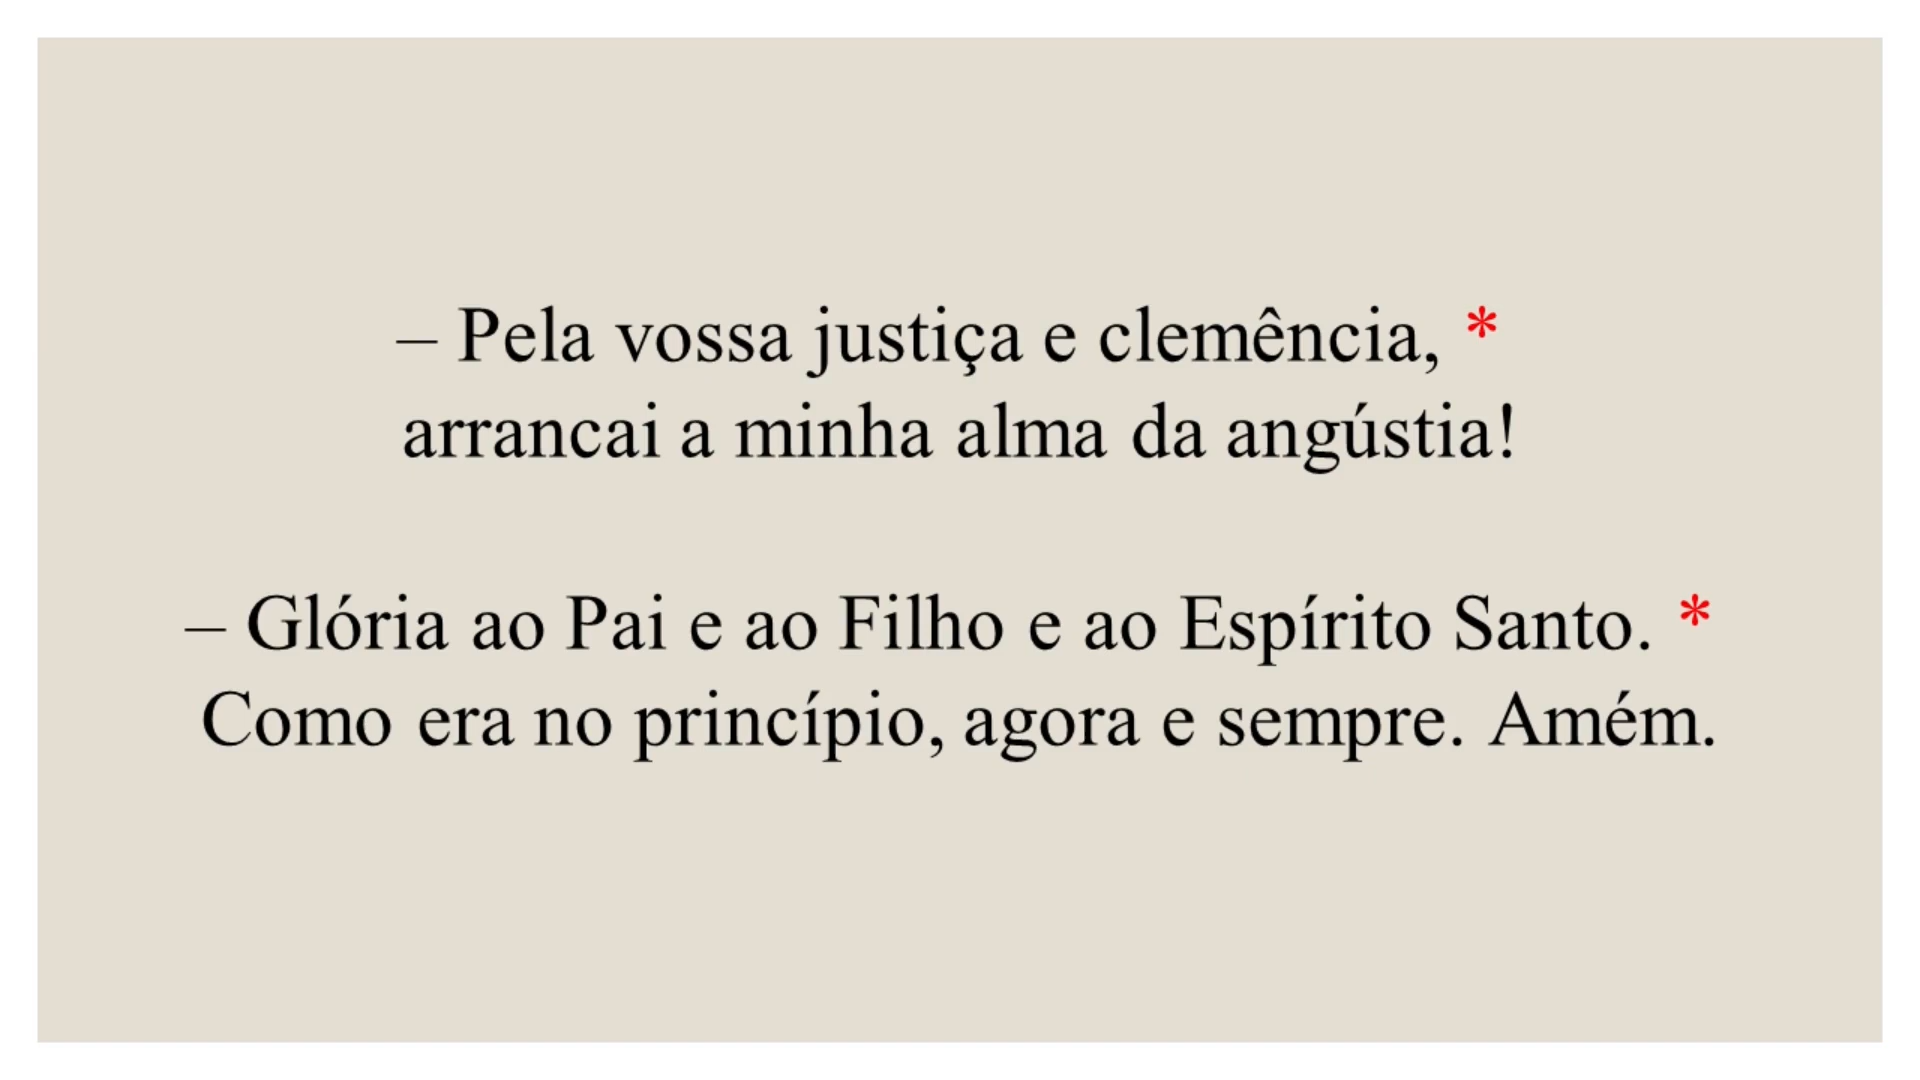 – Pela vossa justiça e clemência, *
arrancai a minha alma da angústia!
– Glória ao Pai e ao Filho e ao Espírito Santo. *
Como era no princípio, agora e sempre. Amém.